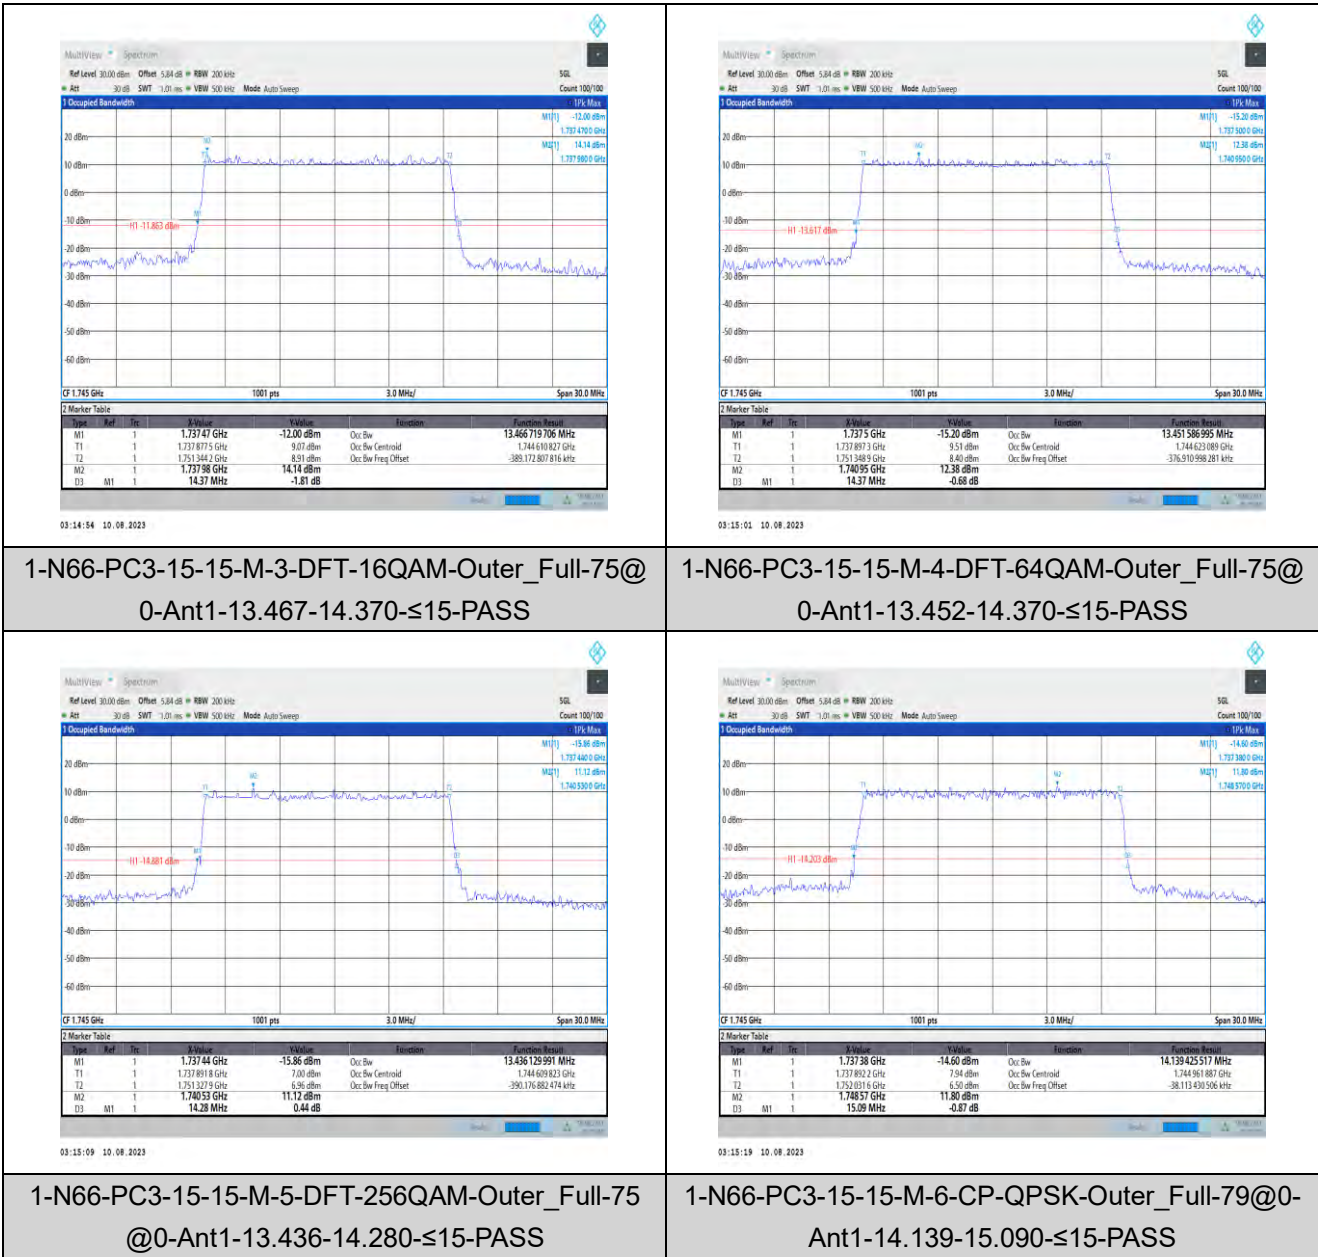 MultiView Spectrum
Ref Level 30.00 dBm Offset 5.84 dB RBW 200 kHz SGL
Att 30 dB SWT 1.01 ms VBW 500 kHz Mode Auto Sweep Count 100/100
1 Occupied Bandwidth 1Pk Max
M1[1] -12.00 dBm
1.737 470 0 GHz
M2[1] 14.14 dBm
1.737 980 0 GHz
20 dBm
10 dBm
0 dBm
-10 dBm
H1 -11.863 dBm
-20 dBm
-30 dBm
-40 dBm
-50 dBm
-60 dBm
M2
T1
T2
M1
CF 1.745 GHz 1001 pts 3.0 MHz/ Span 30.0 MHz
2 Marker Table
Type Ref Trc X-Value Y-Value Function Function Result
M1 1 1.737 47 GHz -12.00 dBm Occ Bw 13.466 719 706 MHz
T1 1 1.737 877 5 GHz 9.07 dBm Occ Bw Centroid 1.744 610 827 GHz
T2 1 1.751 344 2 GHz 8.91 dBm Occ Bw Freq Offset -389.172 807 816 kHz
M2 1 1.737 98 GHz 14.14 dBm
D3 M1 1 14.37 MHz -1.81 dB
03:14:54 10.08.2023
1-N66-PC3-15-15-M-3-DFT-16QAM-Outer_Full-75@
0-Ant1-13.467-14.370-≤15-PASS
MultiView Spectrum
Ref Level 30.00 dBm Offset 5.84 dB RBW 200 kHz SGL
Att 30 dB SWT 1.01 ms VBW 500 kHz Mode Auto Sweep Count 100/100
1 Occupied Bandwidth 1Pk Max
M1[1] -15.20 dBm
1.737 500 0 GHz
M2[1] 12.38 dBm
1.740 950 0 GHz
20 dBm
10 dBm
0 dBm
-10 dBm
H1 -13.617 dBm
-20 dBm
-30 dBm
-40 dBm
-50 dBm
-60 dBm
T1
M2
T2
CF 1.745 GHz 1001 pts 3.0 MHz/ Span 30.0 MHz
2 Marker Table
Type Ref Trc X-Value Y-Value Function Function Result
M1 1 1.737 5 GHz -15.20 dBm Occ Bw 13.451 586 995 MHz
T1 1 1.737 897 3 GHz 9.51 dBm Occ Bw Centroid 1.744 623 089 GHz
T2 1 1.751 348 9 GHz 8.40 dBm Occ Bw Freq Offset -376.910 998 281 kHz
M2 1 1.740 95 GHz 12.38 dBm
D3 M1 1 14.37 MHz -0.68 dB
03:15:01 10.08.2023
1-N66-PC3-15-15-M-4-DFT-64QAM-Outer_Full-75@
0-Ant1-13.452-14.370-≤15-PASS
MultiView Spectrum
Ref Level 30.00 dBm Offset 5.84 dB RBW 200 kHz SGL
Att 30 dB SWT 1.01 ms VBW 500 kHz Mode Auto Sweep Count 100/100
1 Occupied Bandwidth 1Pk Max
M1[1] -15.86 dBm
1.737 440 0 GHz
M2[1] 11.12 dBm
1.740 530 0 GHz
20 dBm
10 dBm
0 dBm
-10 dBm
H1 -14.881 dBm
-20 dBm
-30 dBm
-40 dBm
-50 dBm
-60 dBm
M2
CF 1.745 GHz 1001 pts 3.0 MHz/ Span 30.0 MHz
2 Marker Table
Type Ref Trc X-Value Y-Value Function Function Result
M1 1 1.737 44 GHz -15.86 dBm Occ Bw 13.436 129 991 MHz
T1 1 1.737 891 8 GHz 7.00 dBm Occ Bw Centroid 1.744 609 823 GHz
T2 1 1.751 327 9 GHz 6.96 dBm Occ Bw Freq Offset -390.176 882 474 kHz
M2 1 1.740 53 GHz 11.12 dBm
D3 M1 1 14.28 MHz 0.44 dB
03:15:09 10.08.2023
1-N66-PC3-15-15-M-5-DFT-256QAM-Outer_Full-75
@0-Ant1-13.436-14.280-≤15-PASS
MultiView Spectrum
Ref Level 30.00 dBm Offset 5.84 dB RBW 200 kHz SGL
Att 30 dB SWT 1.01 ms VBW 500 kHz Mode Auto Sweep Count 100/100
1 Occupied Bandwidth 1Pk Max
M1[1] -14.60 dBm
1.737 380 0 GHz
M2[1] 11.80 dBm
1.748 570 0 GHz
20 dBm
10 dBm
0 dBm
-10 dBm
H1 -14.203 dBm
-20 dBm
-30 dBm
-40 dBm
-50 dBm
-60 dBm
M2
CF 1.745 GHz 1001 pts 3.0 MHz/ Span 30.0 MHz
2 Marker Table
Type Ref Trc X-Value Y-Value Function Function Result
M1 1 1.737 38 GHz -14.60 dBm Occ Bw 14.139 425 517 MHz
T1 1 1.737 892 2 GHz 7.94 dBm Occ Bw Centroid 1.744 961 887 GHz
T2 1 1.752 031 6 GHz 6.50 dBm Occ Bw Freq Offset -38.113 430 506 kHz
M2 1 1.748 57 GHz 11.80 dBm
D3 M1 1 15.09 MHz -0.87 dB
03:15:19 10.08.2023
1-N66-PC3-15-15-M-6-CP-QPSK-Outer_Full-79@0-
Ant1-14.139-15.090-≤15-PASS